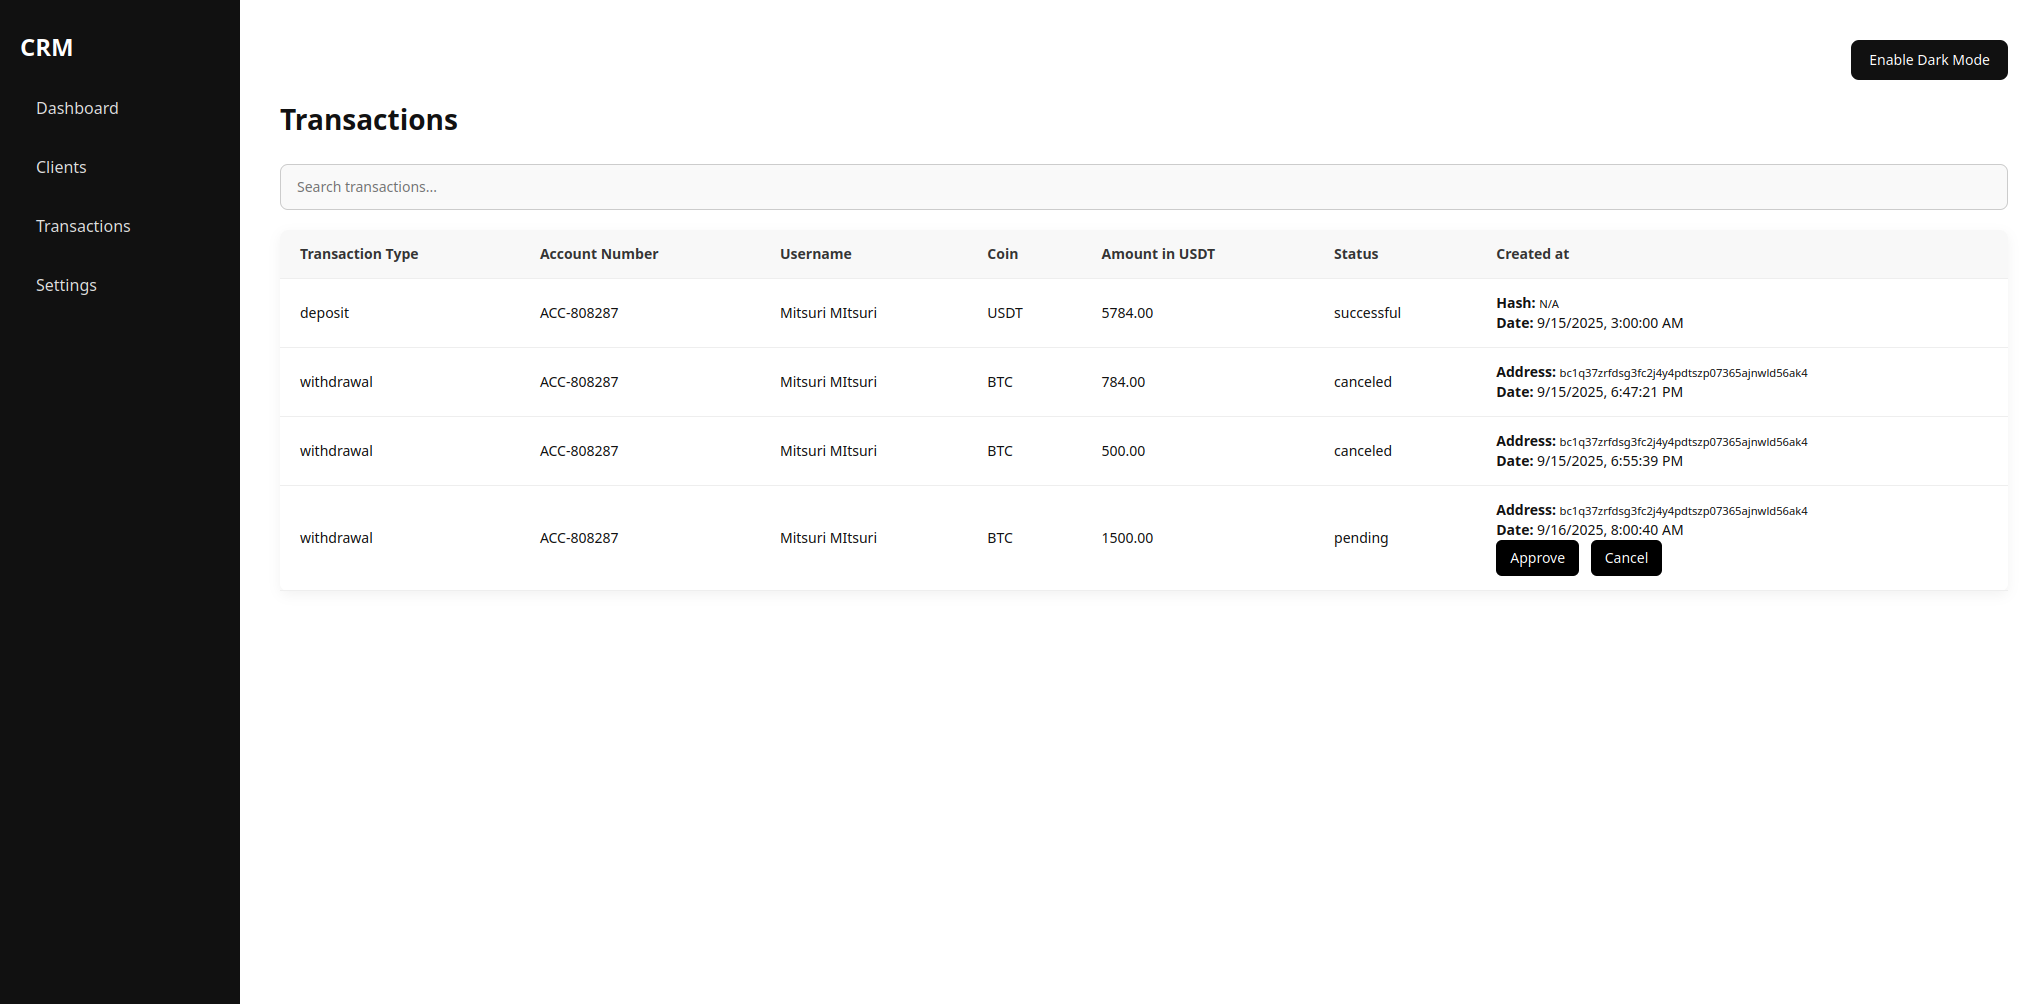 CRM
Dashboard
Clients
Transactions
Settings
Enable Dark Mode
Transactions
Search transactions...
Transaction Type Account Number Username Coin Amount in USDT Status Created at
deposit ACC-808287 Mitsuri MItsuri USDT 5784.00 successful Hash: N/A
Date: 9/15/2025, 3:00:00 AM
withdrawal ACC-808287 Mitsuri MItsuri BTC 784.00 canceled Address: bc1q37zrfdsg3fc2j4y4pdtszp07365ajnwld56ak4
Date: 9/15/2025, 6:47:21 PM
withdrawal ACC-808287 Mitsuri MItsuri BTC 500.00 canceled Address: bc1q37zrfdsg3fc2j4y4pdtszp07365ajnwld56ak4
Date: 9/15/2025, 6:55:39 PM
withdrawal ACC-808287 Mitsuri MItsuri BTC 1500.00 pending Address: bc1q37zrfdsg3fc2j4y4pdtszp07365ajnwld56ak4
Date: 9/16/2025, 8:00:40 AM
Approve Cancel